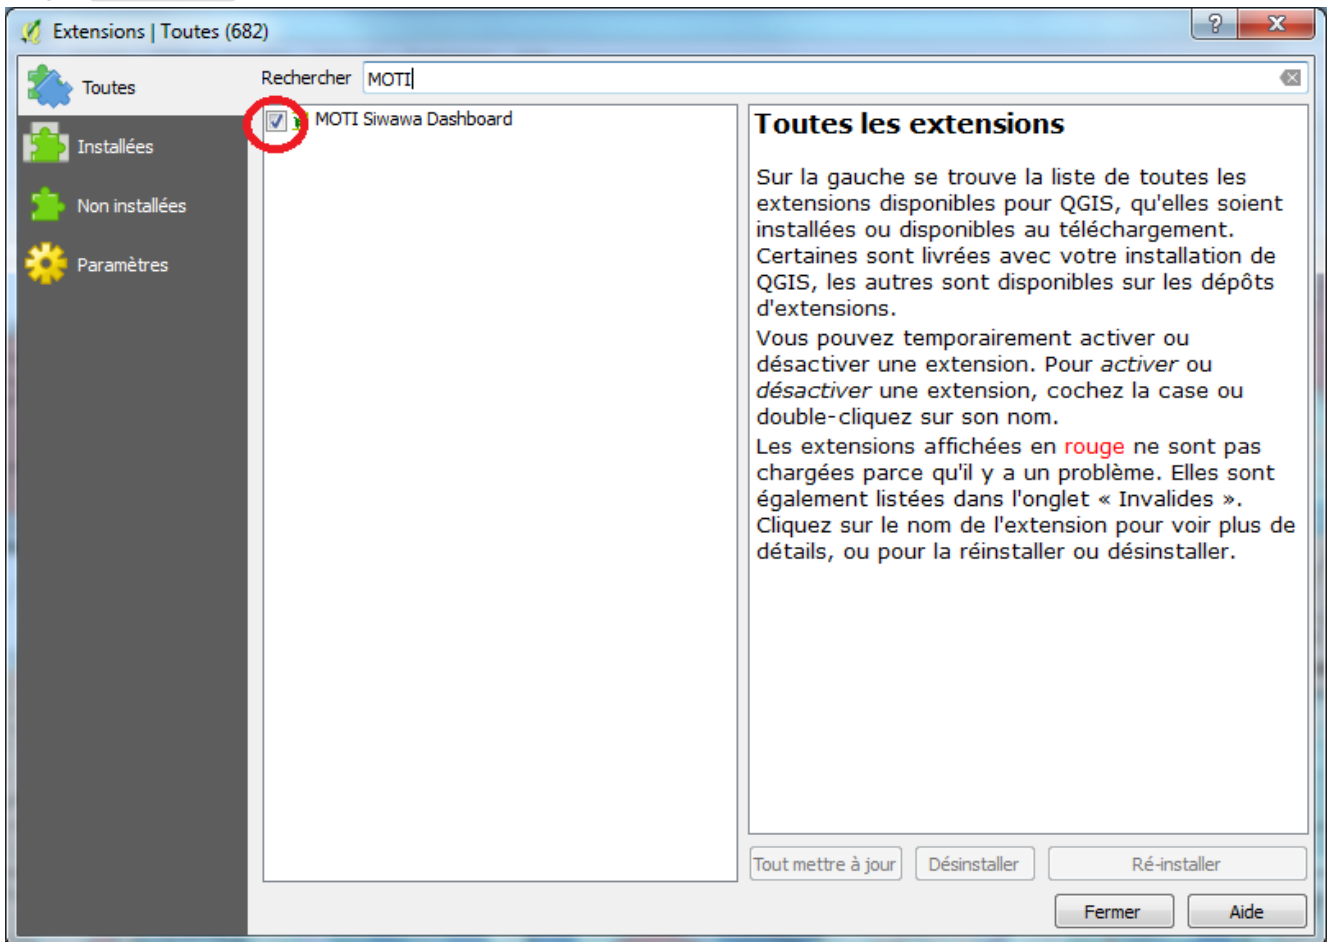 Extensions | Toutes (682)
?
X
Toutes
Rechercher MOTI
MOTI Siwawa Dashboard
Installées
Non installées
Paramètres
Toutes les extensions
Sur la gauche se trouve la liste de toutes les
extensions disponibles pour QGIS, qu'elles soient
installées ou disponibles au téléchargement.
Certaines sont livrées avec votre installation de
QGIS, les autres sont disponibles sur les dépôts
d'extensions.
Vous pouvez temporairement activer ou
désactiver une extension. Pour activer ou
désactiver une extension, cochez la case ou
double-cliquez sur son nom.
Les extensions affichées en rouge ne sont pas
chargées parce qu'il y a un problème. Elles sont
également listées dans l'onglet « Invalides ».
Cliquez sur le nom de l'extension pour voir plus de
détails, ou pour la réinstaller ou désinstaller.
Tout mettre à jour
Désinstaller
Ré-installer
Fermer
Aide